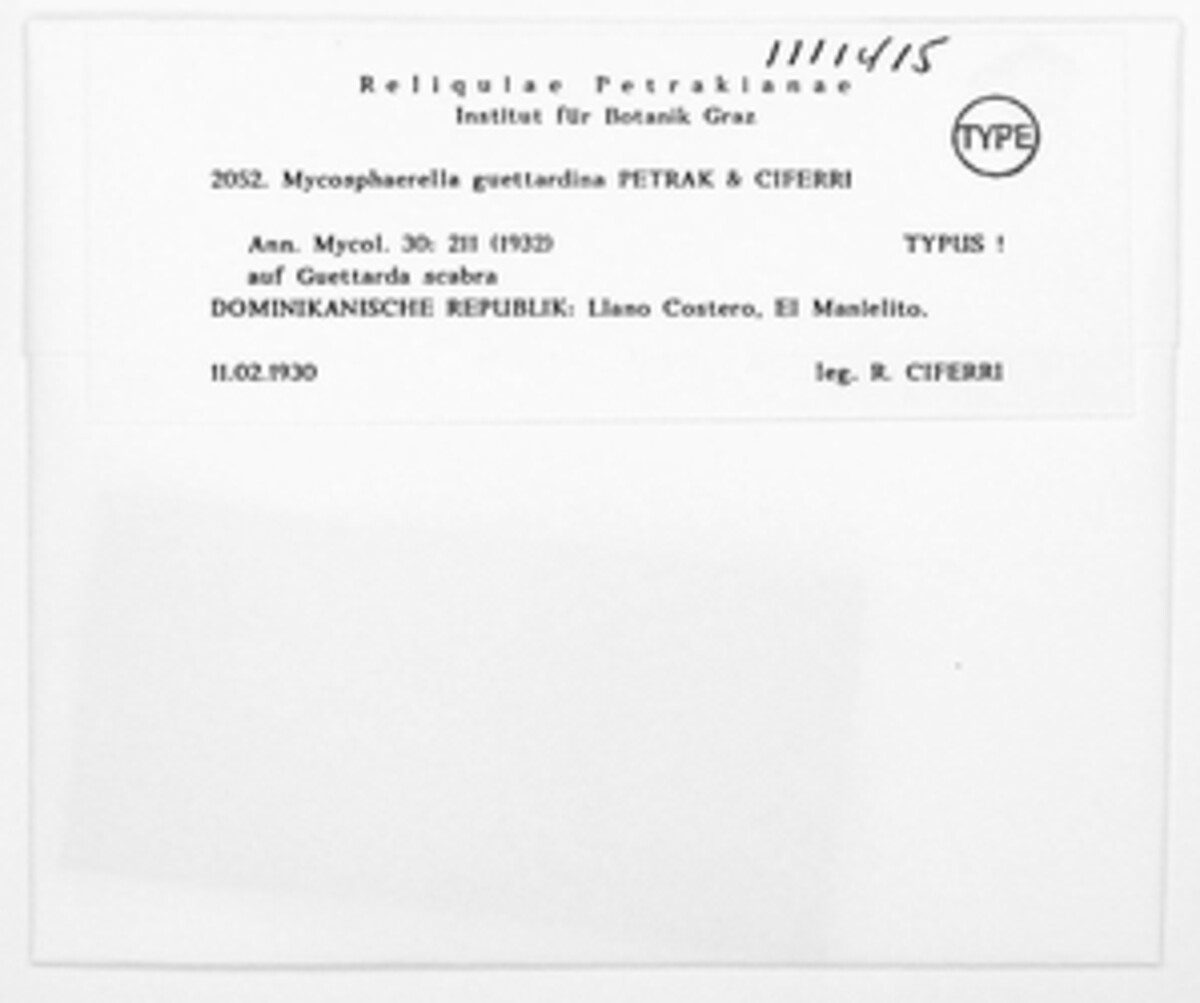 1111415
Reliquiae Petrakianae
Institut für Botanik Graz
TYPE
2052. Mycosphaerella guettardina PETRAK & CIFERRI
Ann. Mycol. 30: 211 (1932) TYPUS !
auf Guettarda scabra
DOMINIKANISCHE REPUBLIK: Llano Costero, El Manielito.
11.02.1930 leg. R. CIFERRI